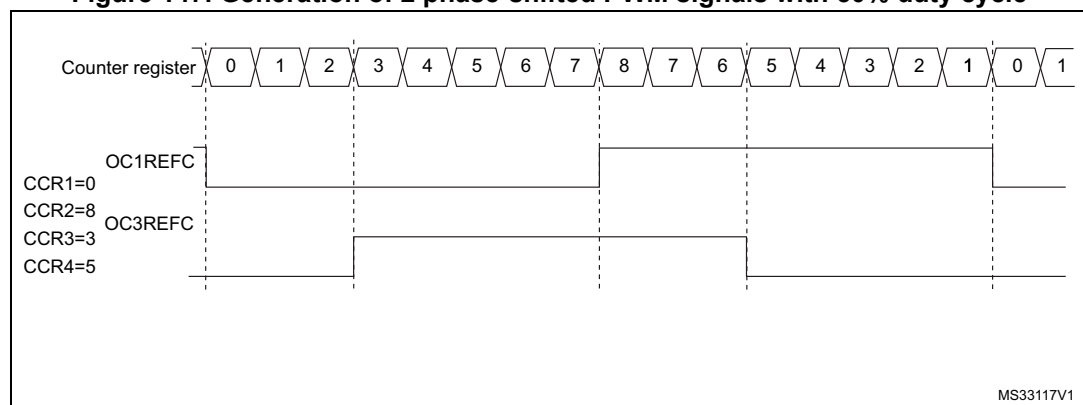 Figure Generation of 2 phase-shifted PWM signals with 50% duty cycle
Counter register 0 1 2 3 4 5 6 7 8 7 6 5 4 3 2 1 0 1
OC1REFC
CCR1=0
CCR2=8
OC3REFC
CCR3=3
CCR4=5
MS33117V1